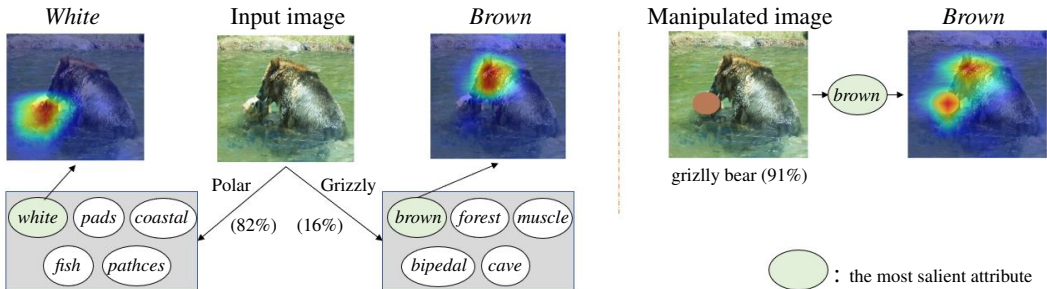 White
Input image
Brown
Manipulated image
Brown
brown
grizlly bear (91%)
Polar
Grizzly
(82%)
(16%)
white
pads
coastal
fish
pathces
brown
forest
muscle
bipedal
cave
: the most salient attribute